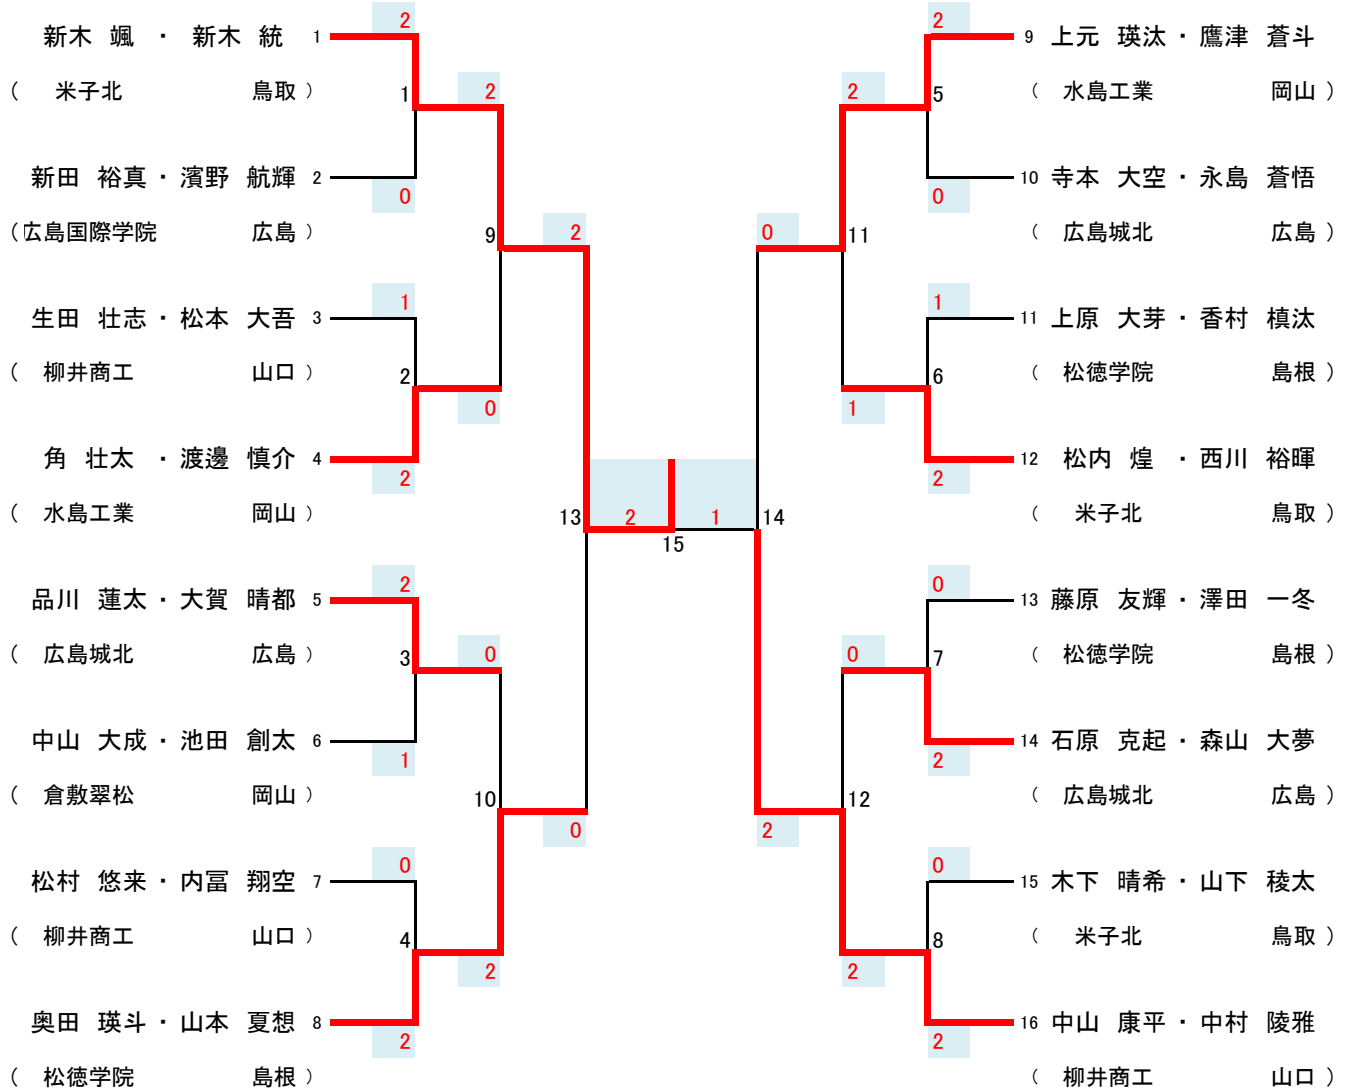 2 2
新木 颯 ・ 新木 統 1 9 上元 瑛汰・鷹津 蒼斗
( 米子北 鳥取 ) 1 2 2 5 ( 水島工業 岡山 )
新田 裕真・濱野 航輝 2 10 寺本 大空・永島 蒼悟
0 0
(広島国際学院 広島 ) 9 2 0 11 ( 広島城北 広島 )
1 1
生田 壮志・松本 大吾 3 11 上原 大芽・香村 槙汰
( 柳井商工 山口 ) 2 6 ( 松徳学院 島根 )
0 1
角 壮太 ・渡邊 慎介 4 12 松内 煌 ・西川 裕暉
2 2
( 水島工業 岡山 ) 13 2 1 14 ( 米子北 鳥取 )
15
2 0
品川 蓮太・大賀 晴都 5 13 藤原 友輝・澤田 一冬
( 広島城北 広島 ) 3 0 0 7 ( 松徳学院 島根 )
中山 大成・池田 創太 6 14 石原 克起・森山 大夢
1 2
( 倉敷翠松 岡山 ) 10 12 ( 広島城北 広島 )
0 2
0 0
松村 悠来・内冨 翔空 7 15 木下 晴希・山下 稜太
( 柳井商工 山口 ) 4 8 ( 米子北 鳥取 )
2 2
奥田 瑛斗・山本 夏想 8 16 中山 康平・中村 陵雅
2 2
( 松徳学院 島根 ) ( 柳井商工 山口 )